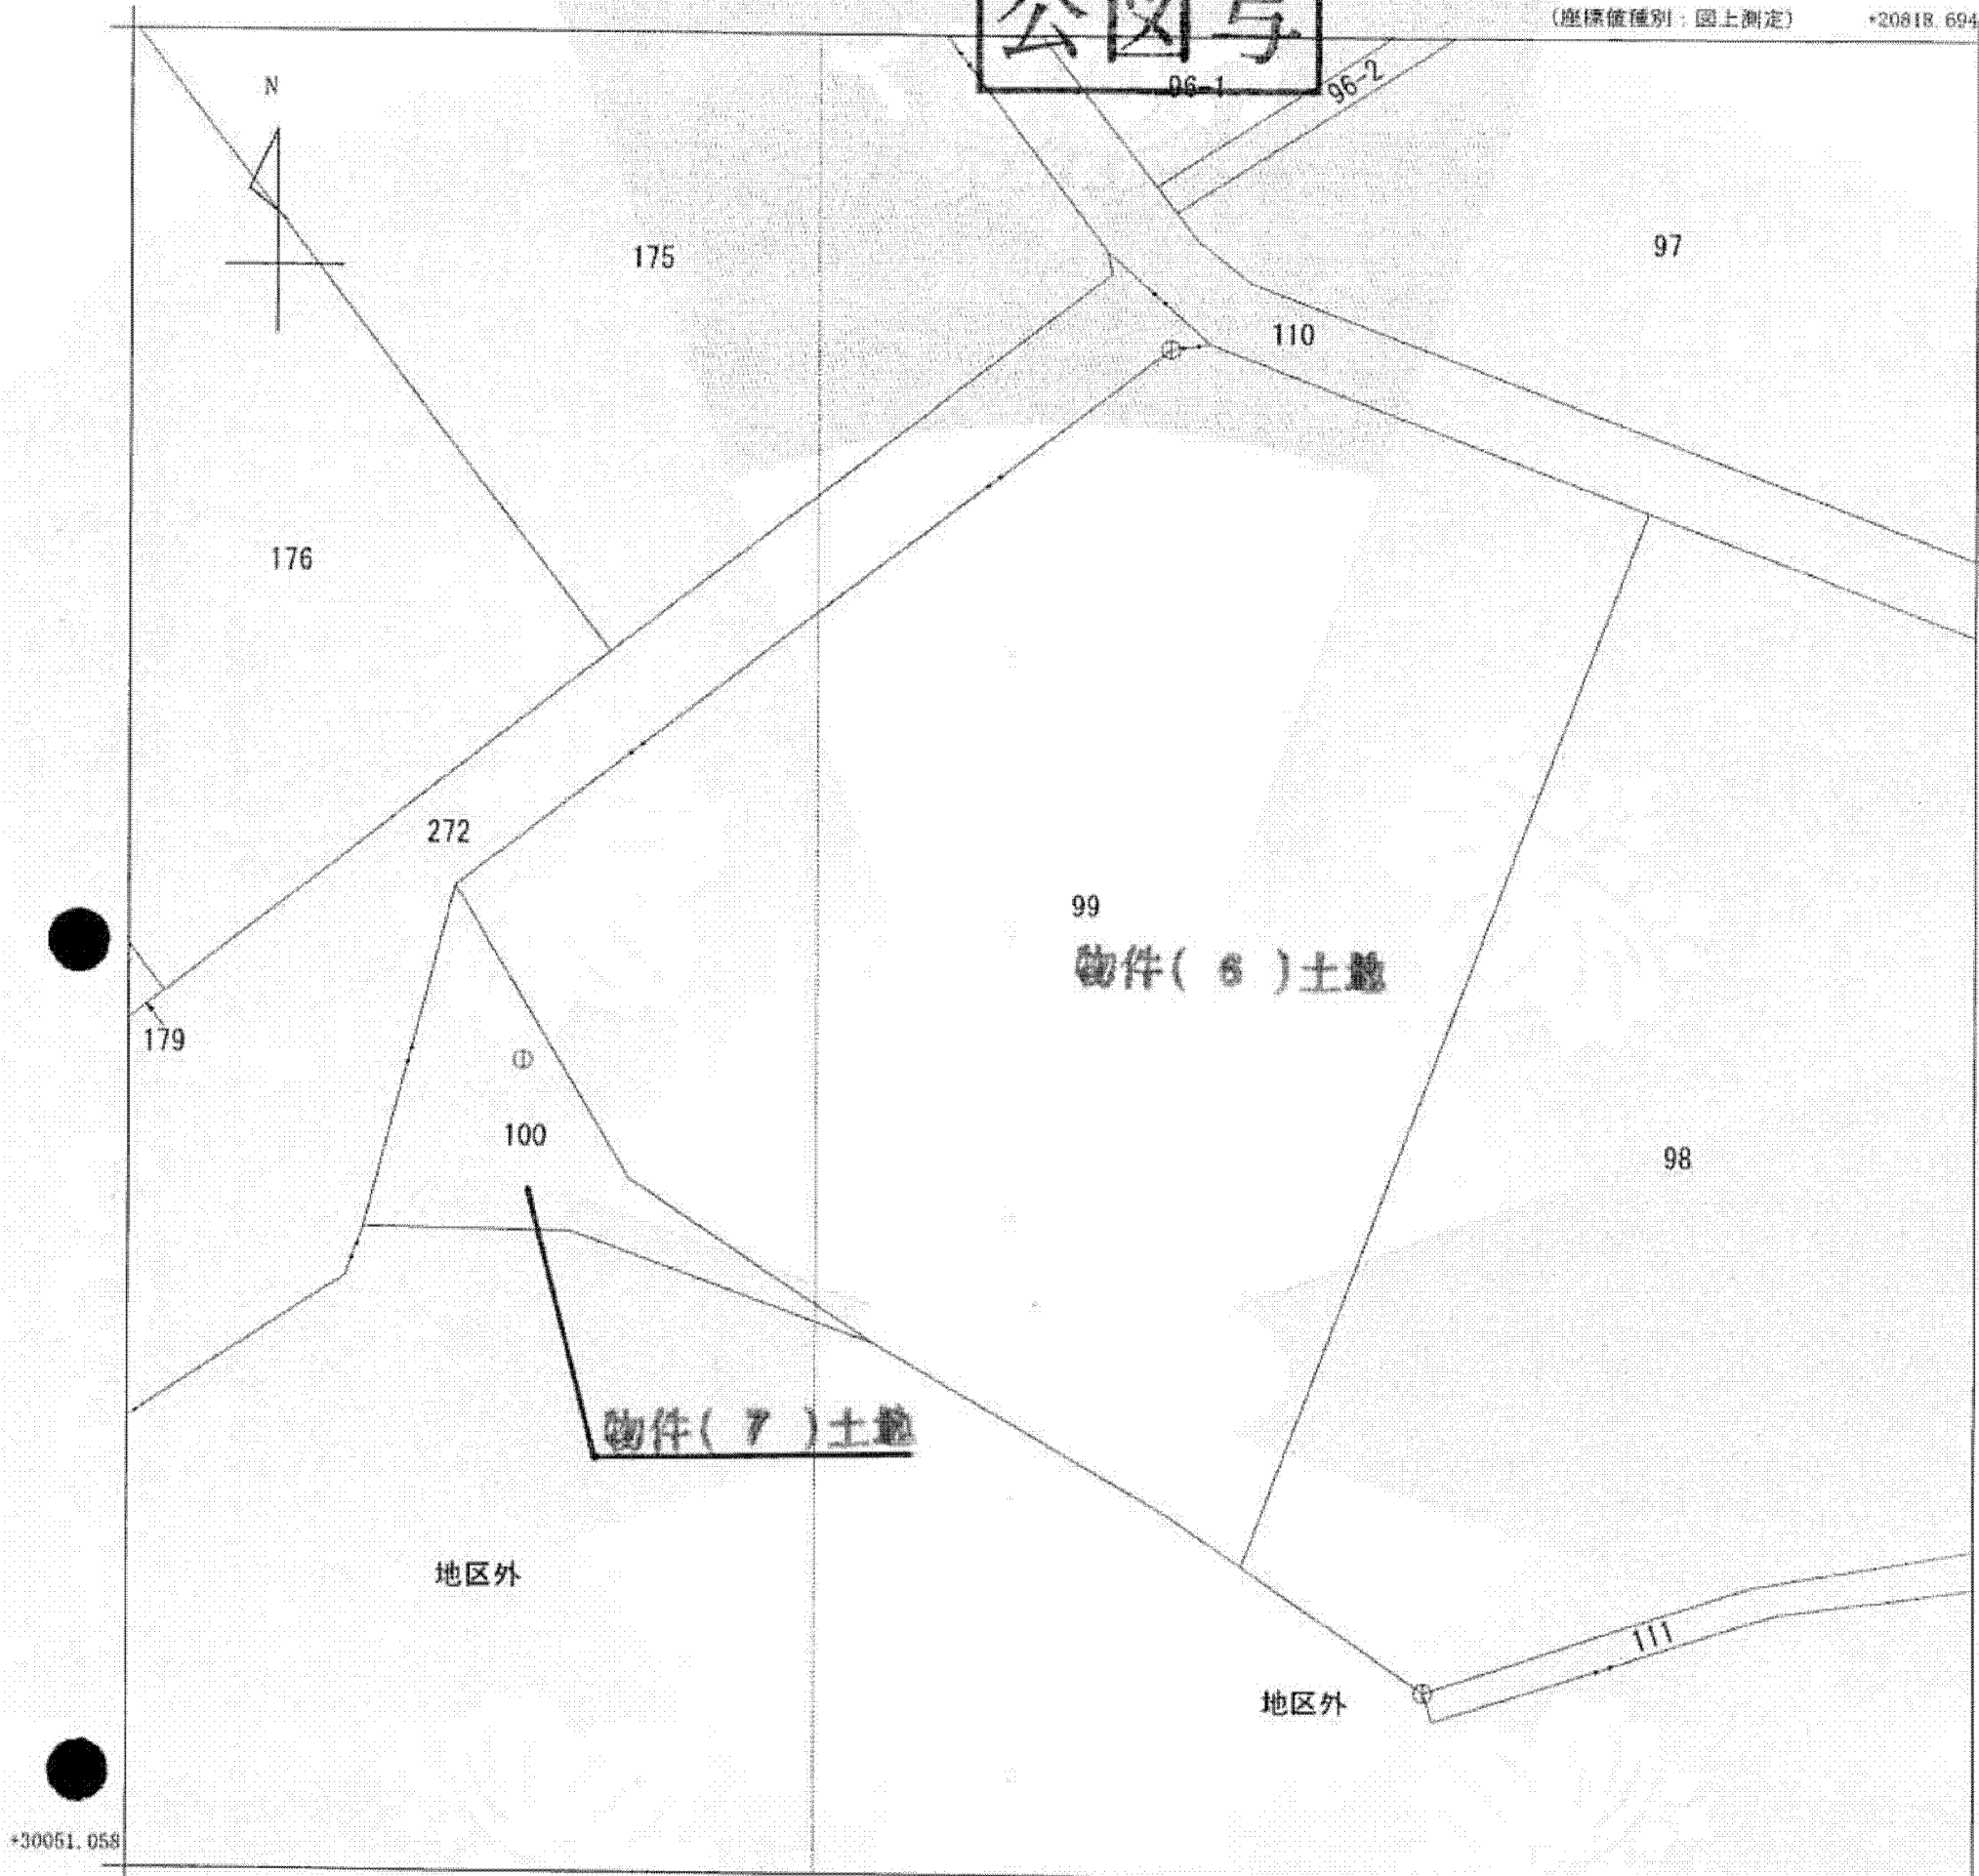 公図写
(座標値種別：図上測定)
+20818.694
N
96-1
96-2
175
97
110
176
272
99
物件( 6 )土地
179
100
98
物件( 7 )土地
地区外
111
地区外
+30051.058